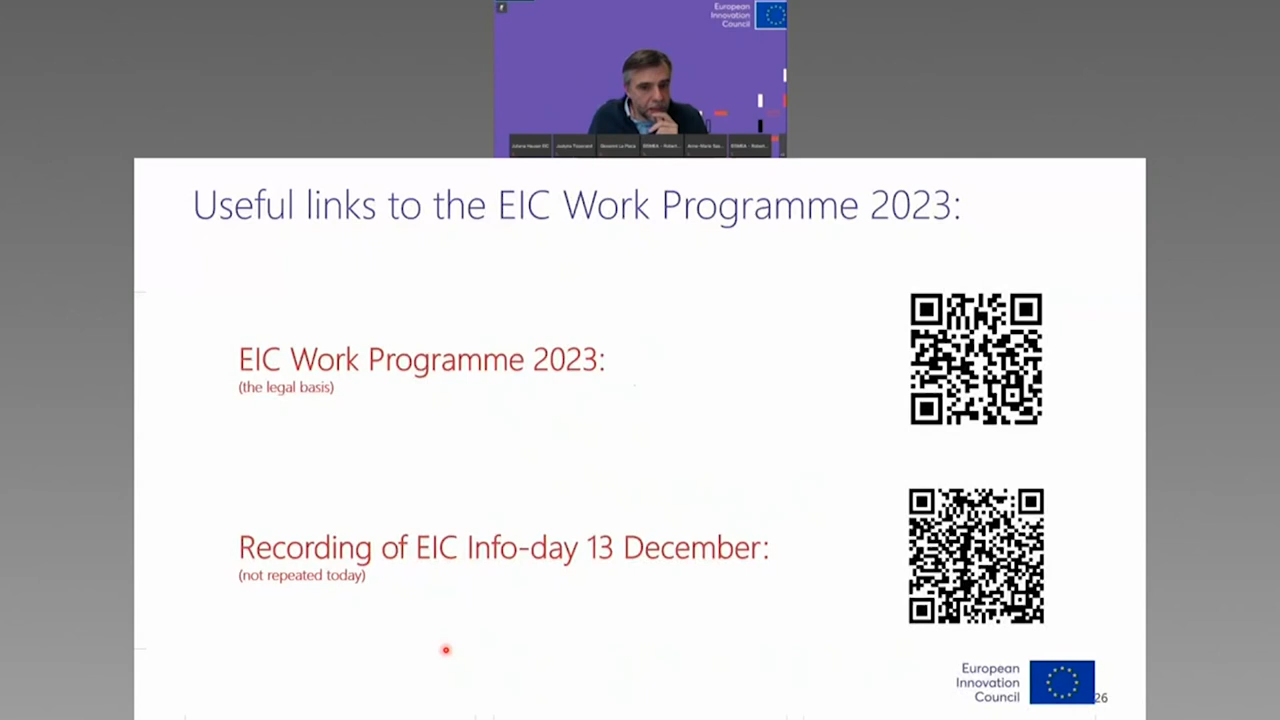 European
Innovation
Council
Useful links to the EIC Work Programme 2023:
EIC Work Programme 2023:
(the legal basis)
Recording of EIC Info-day 13 December:
(not repeated today)
European
Innovation
Council
26